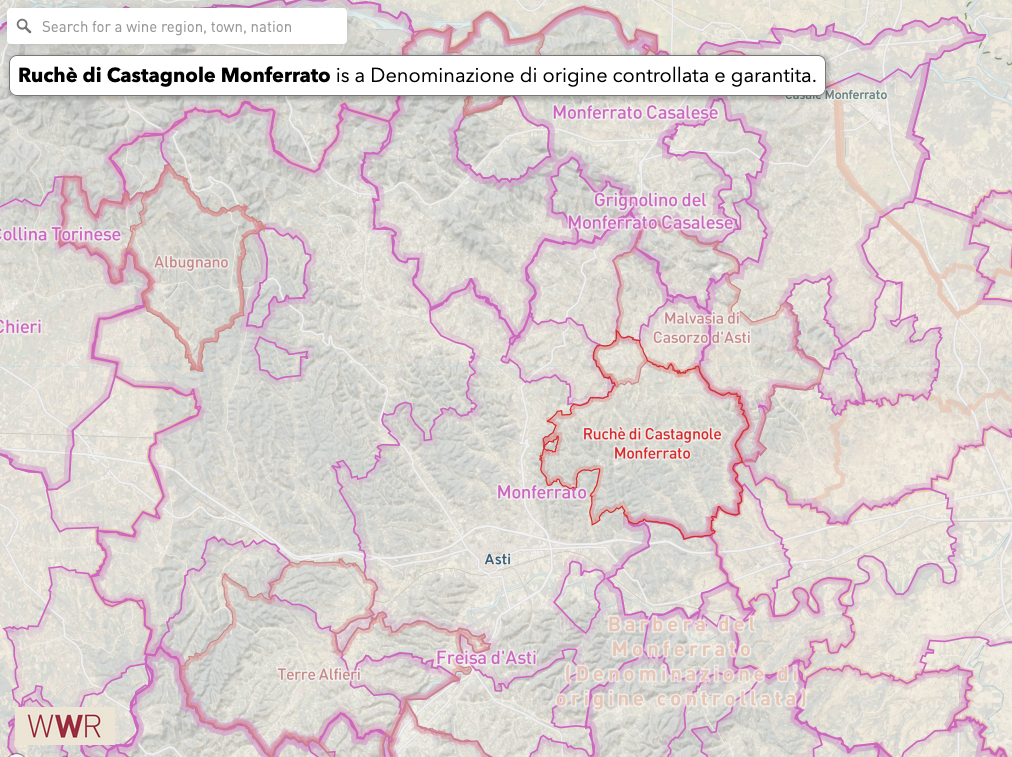 Search for a wine region, town, nation
Ruchè di Castagnole Monferrato is a Denominazione di origine controllata e garantita.
Casale Monferrato
Monferrato Casalese
Grignolino del
Monferrato Casalese
Collina Torinese
Albugnano
Chieri
Malvasia di
Casorzo d'Asti
Ruchè di Castagnole
Monferrato
Monferrato
Asti
Barbera del
Monferrato
(Denominazione di
origine controllata)
Freisa d'Asti
Terre Alfieri
WWR